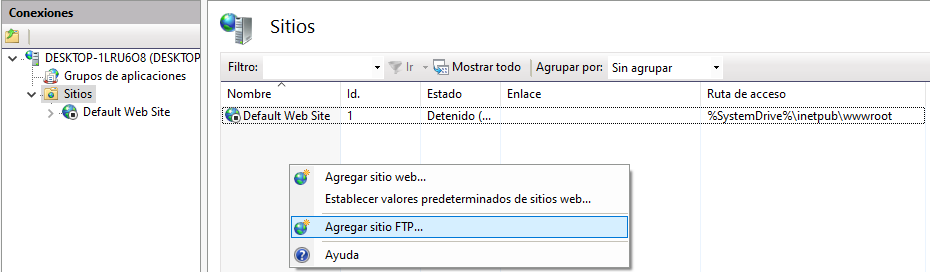 Conexiones
DESKTOP-1LRU6O8 (DESKTOP
Grupos de aplicaciones
Sitios
Default Web Site
Sitios
Filtro: Ir Mostrar todo Agrupar por: Sin agrupar
Nombre Id. Estado Enlace Ruta de acceso
Default Web Site 1 Detenido (... %SystemDrive%\inetpub\wwwroot
Agregar sitio web...
Establecer valores predeterminados de sitios web...
Agregar sitio FTP...
Ayuda